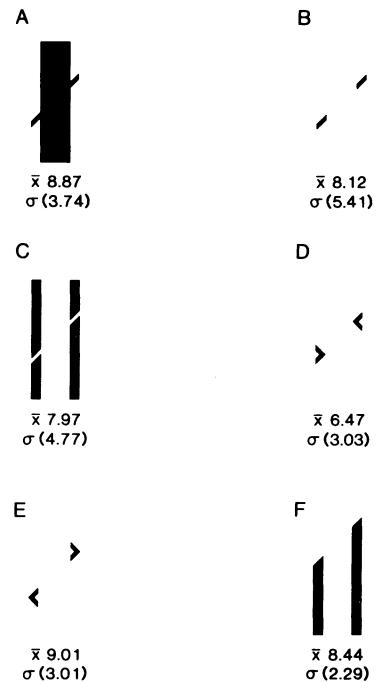 A
B
x̄ 8.87
σ (3.74)
x̄ 8.12
σ (5.41)
C
D
x̄ 7.97
σ (4.77)
x̄ 6.47
σ (3.03)
E
F
x̄ 9.01
σ (3.01)
x̄ 8.44
σ (2.29)